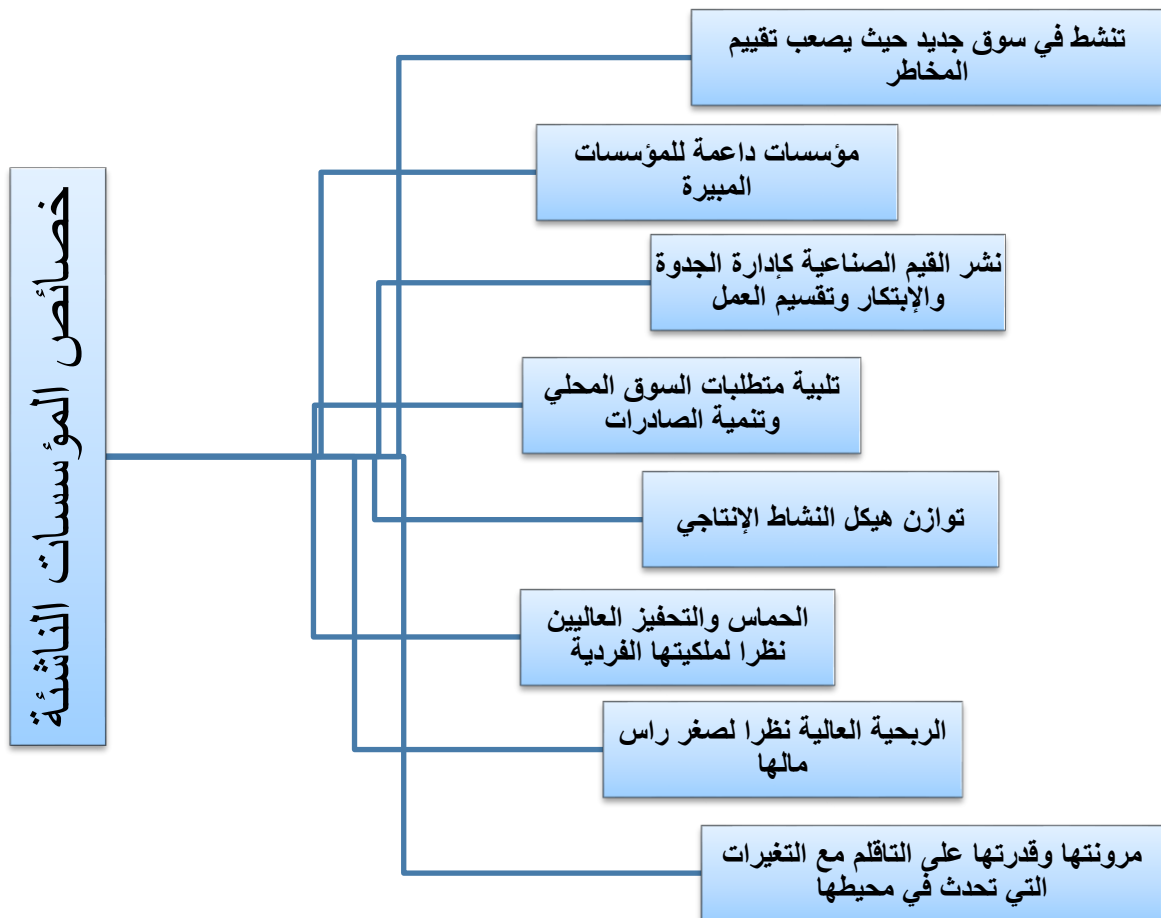 خصائص المؤسسات الناشئة
تنشط في سوق جديد حيث يصعب تقييم
المخاطر
مؤسسات داعمة للمؤسسات
المبيرة
نشر القيم الصناعية كإدارة الجدوة
والإبتكار وتقسيم العمل
تلبية متطلبات السوق المحلي
وتنمية الصادرات
توازن هيكل النشاط الإنتاجي
الحماس والتحفيز العاليين
نظرا لملكيتها الفردية
الربحية العالية نظرا لصغر راس
مالها
مرونتها وقدرتها على التاقلم مع التغيرات
التي تحدث في محيطها